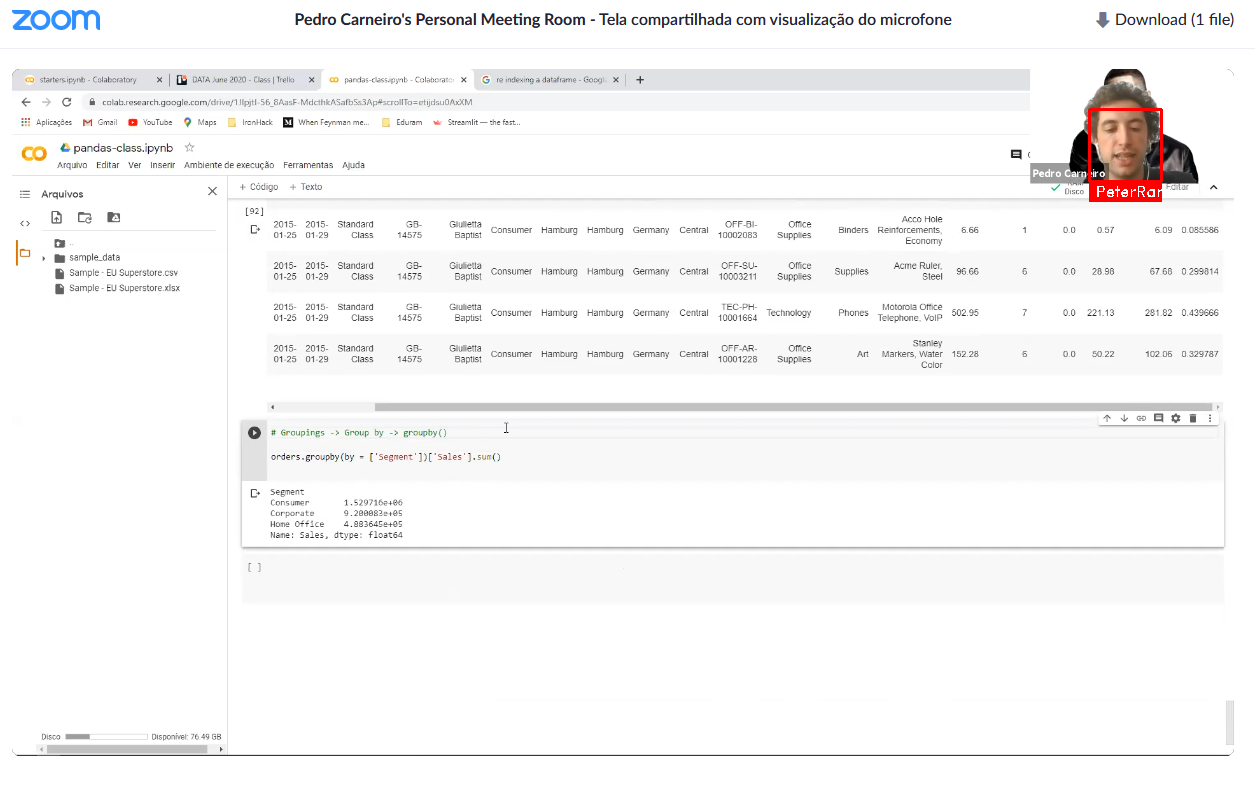 zoom
Pedro Carneiro's Personal Meeting Room - Tela compartilhada com visualização do microfone
Download (1 file)
starters.ipynb - Colaboratory
DATA June 2020 - Class | Trello
pandas-class.ipynb - Colaborato
re indexing a dataframe - Googl
Aplicações
Gmail
YouTube
Maps
IronHack
When Feynman me...
Eduram
Streamlit — the fast...
pandas-class.ipynb
Arquivo Editar Ver Inserir Ambiente de execução Ferramentas Ajuda
Pedro Carneiro
PeterRar
Disco
Editar
Arquivos
+ Código + Texto
..
sample_data
Sample - EU Superstore.csv
Sample - EU Superstore.xlsx
[92]
2015-01-25 2015-01-29 Standard Class GB-14575 Giulietta Baptist Consumer Hamburg Hamburg Germany Central OFF-BI-10002083 Office Supplies Binders Acco Hole Reinforcements, Economy 6.66 1 0.0 0.57 6.09 0.085586
2015-01-25 2015-01-29 Standard Class GB-14575 Giulietta Baptist Consumer Hamburg Hamburg Germany Central OFF-SU-10003211 Office Supplies Supplies Acme Ruler, Steel 96.66 6 0.0 28.98 67.68 0.299814
2015-01-25 2015-01-29 Standard Class GB-14575 Giulietta Baptist Consumer Hamburg Hamburg Germany Central TEC-PH-10001664 Technology Phones Motorola Office Telephone, VoIP 502.95 7 0.0 221.13 281.82 0.439666
2015-01-25 2015-01-29 Standard Class GB-14575 Giulietta Baptist Consumer Hamburg Hamburg Germany Central OFF-AR-10001228 Office Supplies Art Stanley Markers, Water Color 152.28 6 0.0 50.22 102.06 0.329787
# Groupings -> Group by -> groupby()
orders.groupby(by = ['Segment'])['Sales'].sum()
Segment
Consumer 1.529716e+06
Corporate 9.200083e+05
Home Office 4.883645e+05
Name: Sales, dtype: float64
[ ]
Disco
Disponível: 76.49 GB